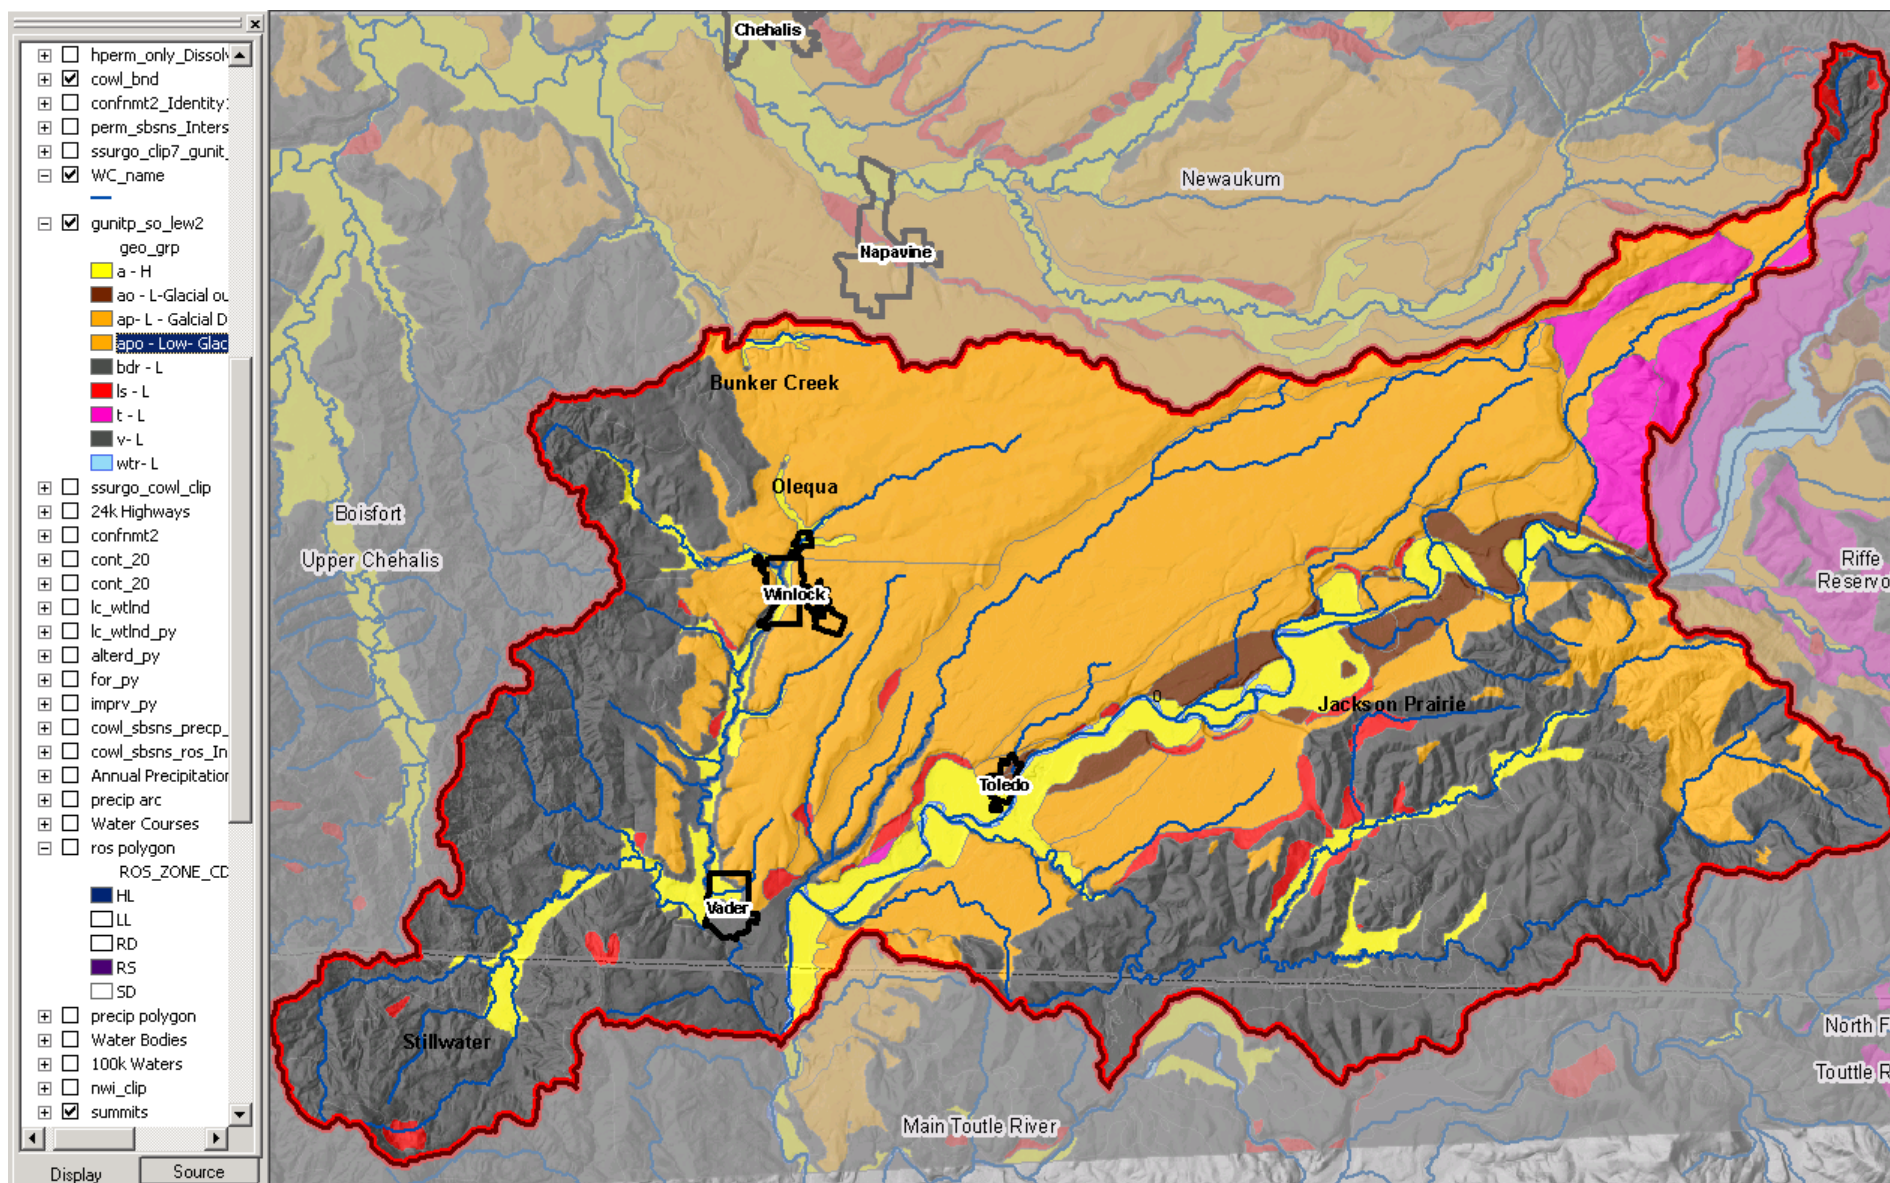 hperm_only_Dissolv
cowl_bnd
confnmt2_Identity
perm_sbsns_Inters
ssurgo_clip7_gunit_
WC_name
gunitp_so_lew2
geo_grp
a - H
ao - L-Glacial ou
ap- L - Galcial D
apo - Low- Glac
bdr - L
ls - L
t - L
v- L
wtr- L
ssurgo_cowl_clip
24k Highways
confnmt2
cont_20
cont_20
lc_wtlnd
lc_wtlnd_py
alterd_py
for_py
imprv_py
cowl_sbsns_precp_
cowl_sbsns_ros_In
Annual Precipitation
precip arc
Water Courses
ros polygon
ROS_ZONE_CD
HL
LL
RD
RS
SD
precip polygon
Water Bodies
100k Waters
nwi_clip
summits
Display
Source
Chehalis
Newaukum
Napavine
Bunker Creek
Olequa
Boisfort
Upper Chehalis
Riffe
Reservo
Winlock
Jackson Prairie
Toledo
Vader
Stillwater
North F
Touttle R
Main Toutle River